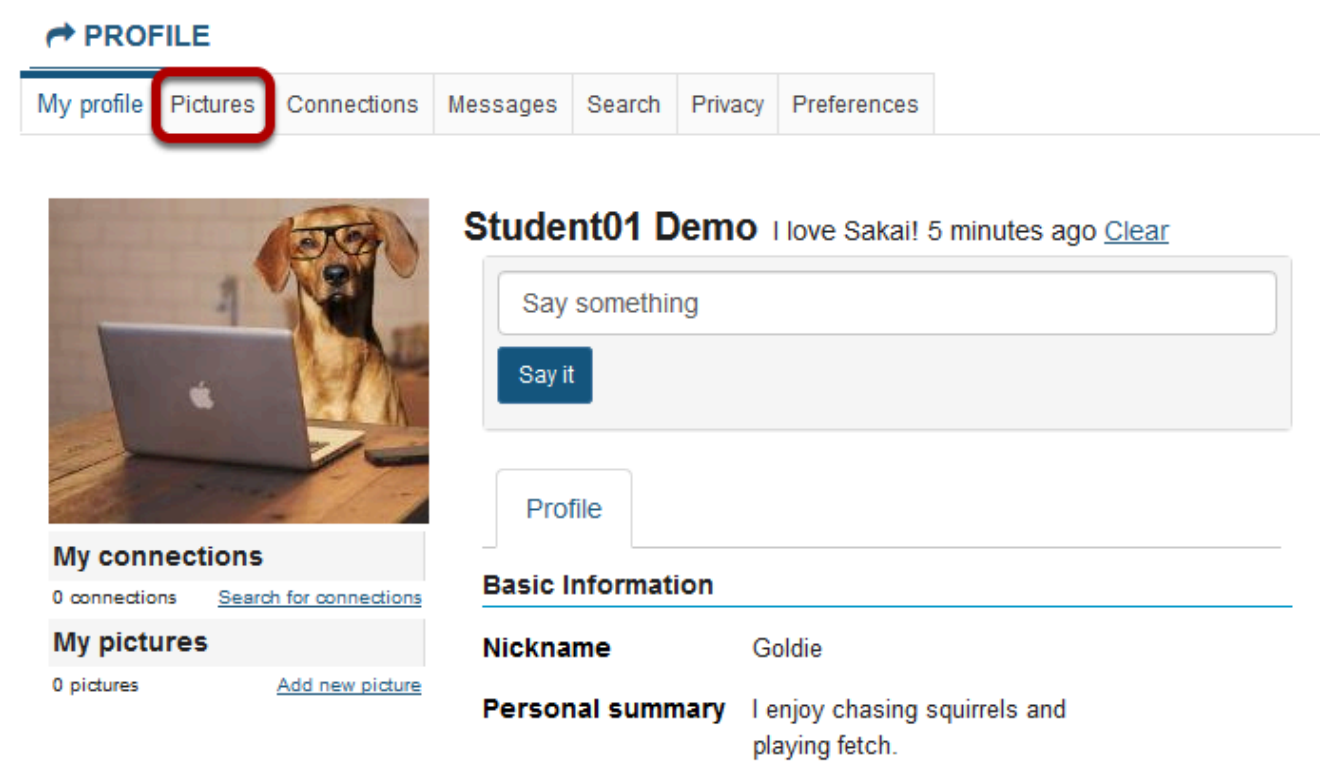 PROFILE
My profile Pictures Connections Messages Search Privacy Preferences
Student01 Demo I love Sakai! 5 minutes ago Clear
Say something
Say it
Profile
My connections
0 connections Search for connections
My pictures
0 pictures Add new picture
Basic Information
Nickname Goldie
Personal summary I enjoy chasing squirrels and
playing fetch.